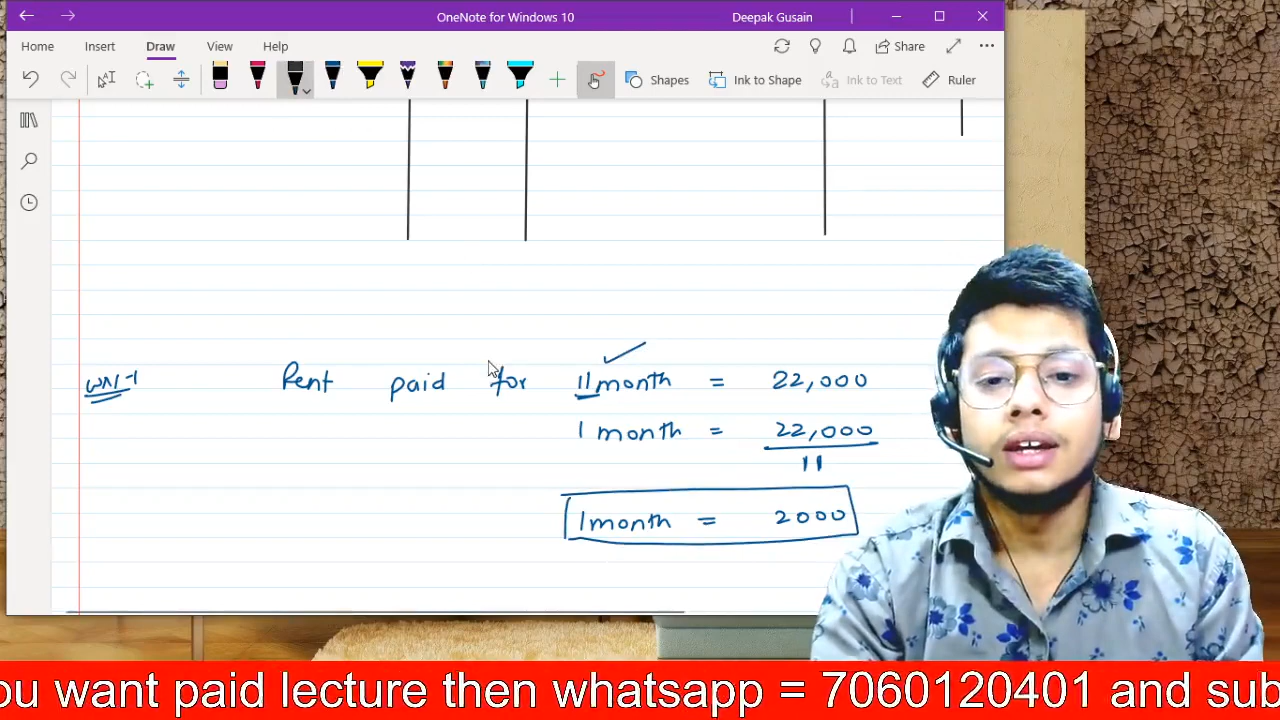 OneNote for Windows 10
Deepak Gusain
Home Insert Draw View Help
Share
Shapes Ink to Shape Ink to Text Ruler
Rent paid for 11 month = 22,000
1 month = 22,000
11
1 month = 2000
ou want paid lecture then whatsapp = 7060120401 and sub